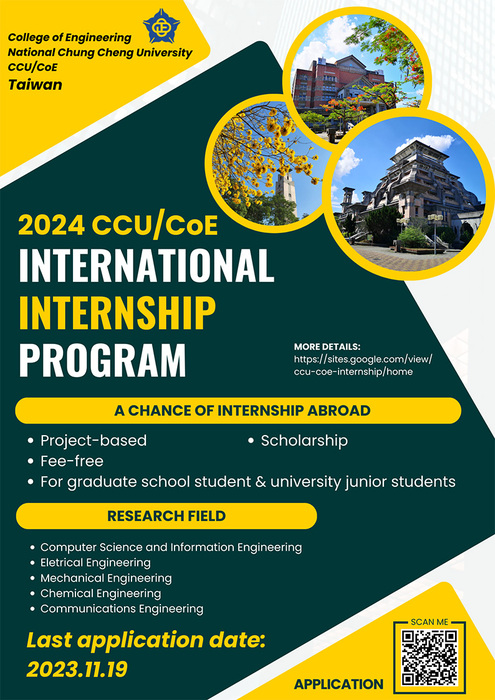 College of Engineering
National Chung Cheng University
CCU/CoE
Taiwan
2024 CCU/CoE
INTERNATIONAL
INTERNSHIP
PROGRAM
MORE DETAILS:
https://sites.google.com/view/
ccu-coe-internship/home
A CHANCE OF INTERNSHIP ABROAD
• Project-based
• Scholarship
• Fee-free
• For graduate school student & university junior students
RESEARCH FIELD
• Computer Science and Information Engineering
• Eletrical Engineering
• Mechanical Engineering
• Chemical Engineering
• Communications Engineering
Last application date:
2023.11.19
SCAN ME
APPLICATION